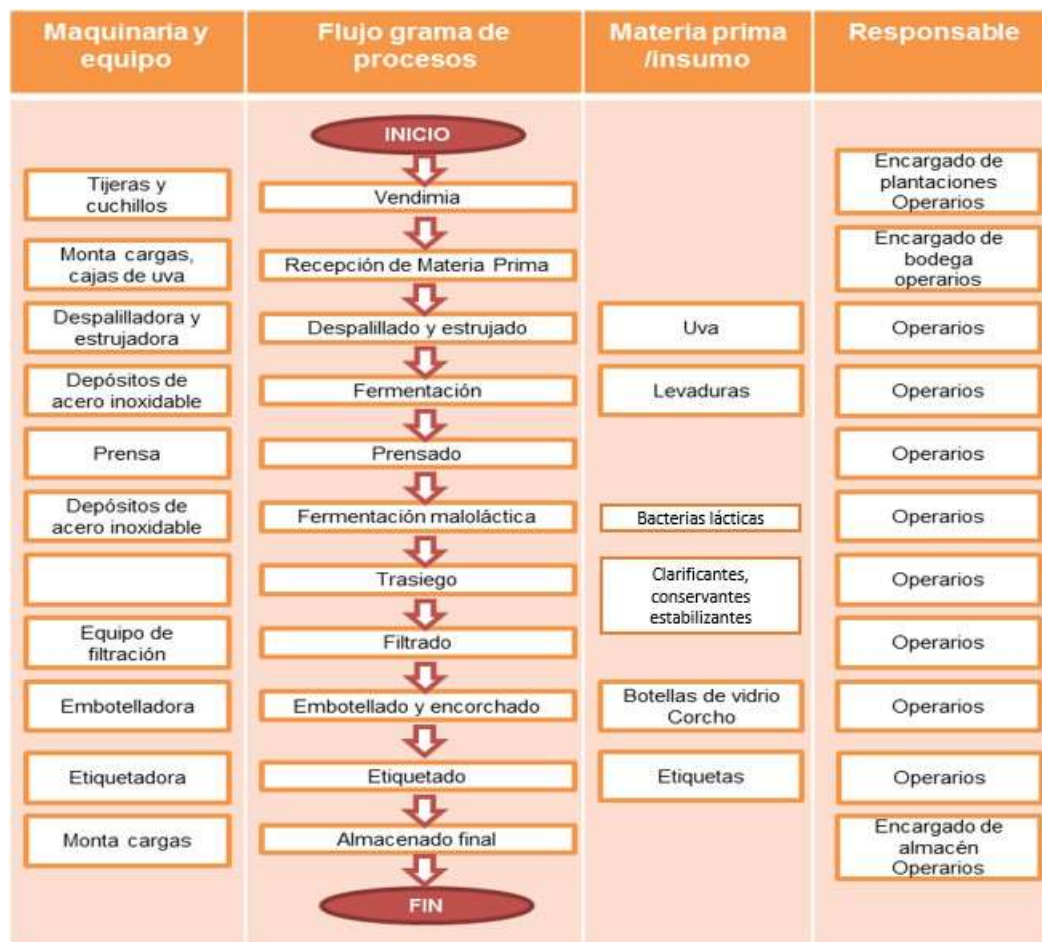 Maquinaria y
equipo
Flujo grama de
procesos
Materia prima
/insumo
Responsable
INICIO
Tijeras y
cuchillos
Vendimia
Encargado de
plantaciones
Operarios
Monta cargas,
cajas de uva
Recepción de Materia Prima
Encargado de
bodega
operarios
Despalilladora y
estrujadora
Despalillado y estrujado
Uva
Operarios
Depósitos de
acero inoxidable
Fermentación
Levaduras
Operarios
Prensa
Prensado
Operarios
Depósitos de
acero inoxidable
Fermentación maloláctica
Bacterias lácticas
Operarios
Trasiego
Clarificantes,
conservantes
estabilizantes
Operarios
Equipo de
filtración
Filtrado
Operarios
Embotelladora
Embotellado y encorchado
Botellas de vidrio
Corcho
Operarios
Etiquetadora
Etiquetado
Etiquetas
Operarios
Monta cargas
Almacenado final
Encargado de
almacén
Operarios
FIN